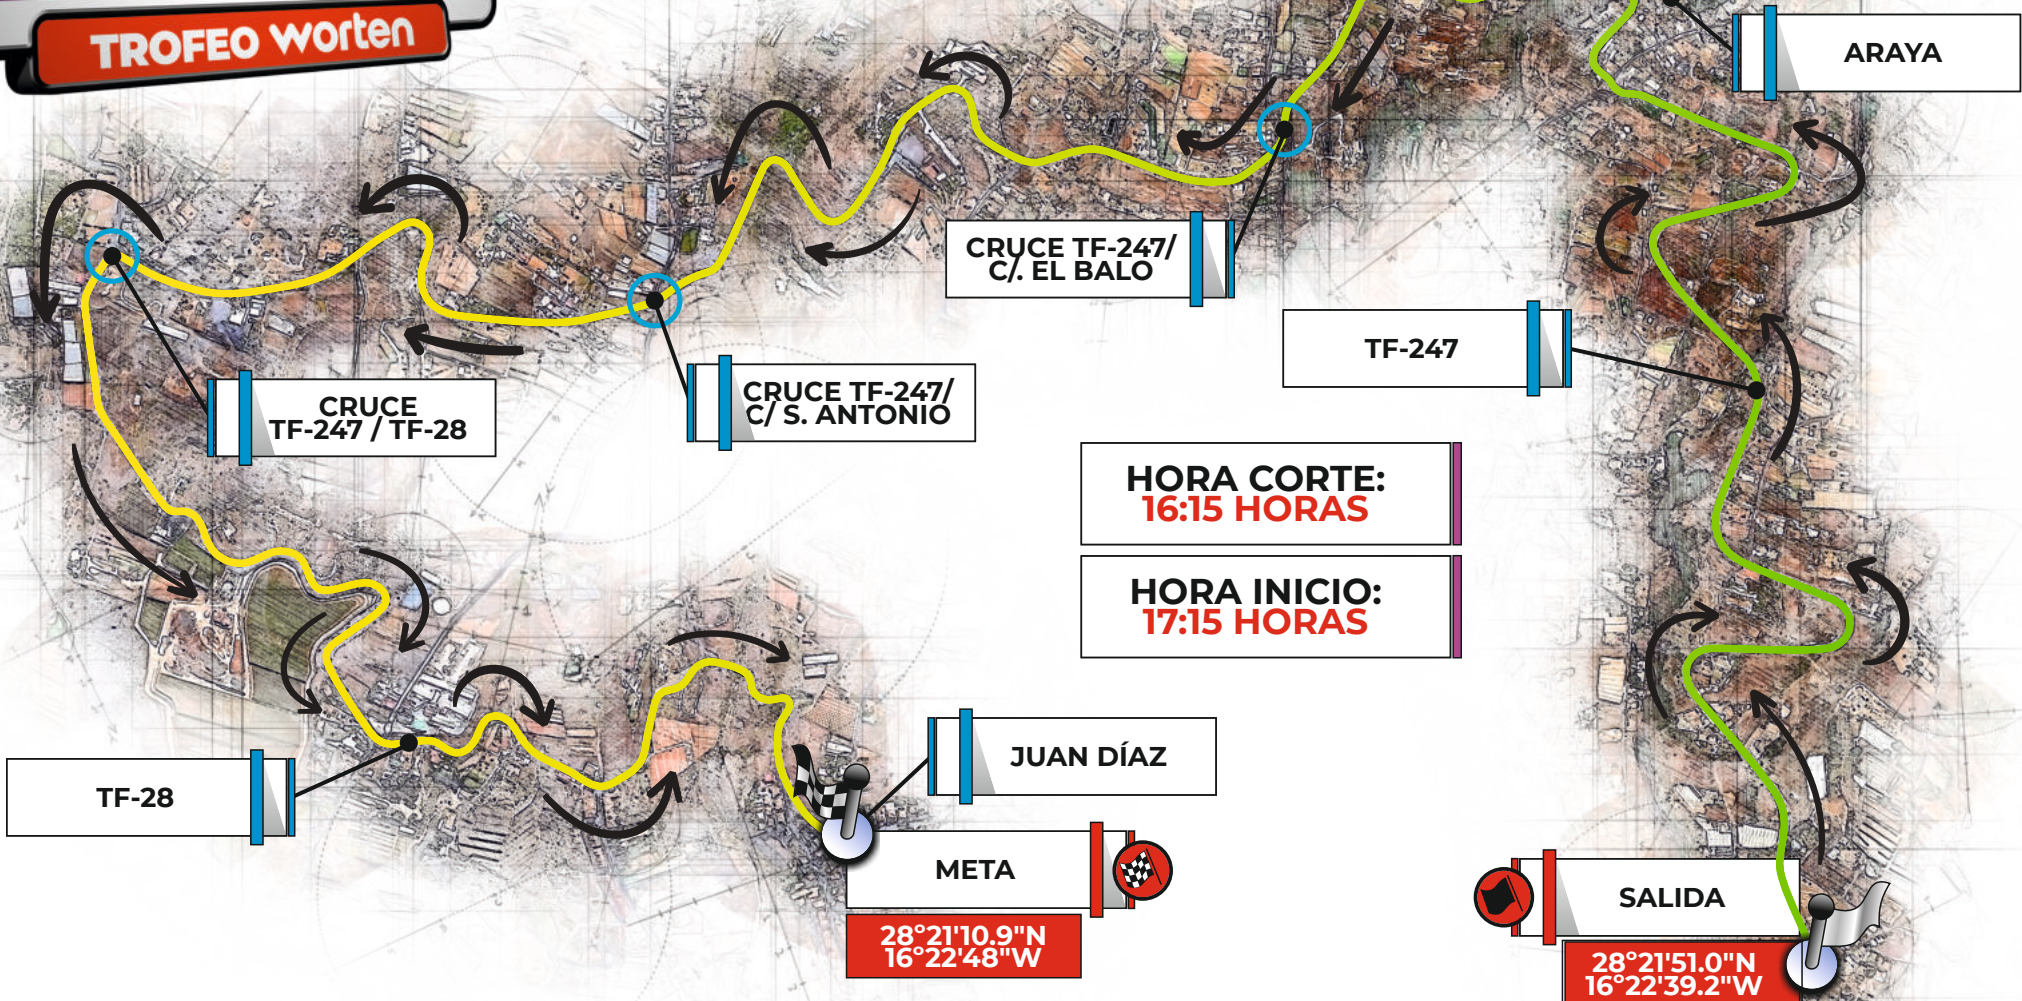 TROFEO worten
ARAYA
CRUCE TF-247/
C/. EL BALO
TF-247
CRUCE
TF-247 / TF-28
CRUCE TF-247/
C/ S. ANTONIO
HORA CORTE:
16:15 HORAS
HORA INICIO:
17:15 HORAS
JUAN DÍAZ
TF-28
META
28°21'10.9"N
16°22'48"W
SALIDA
28°21'51.0"N
16°22'39.2"W